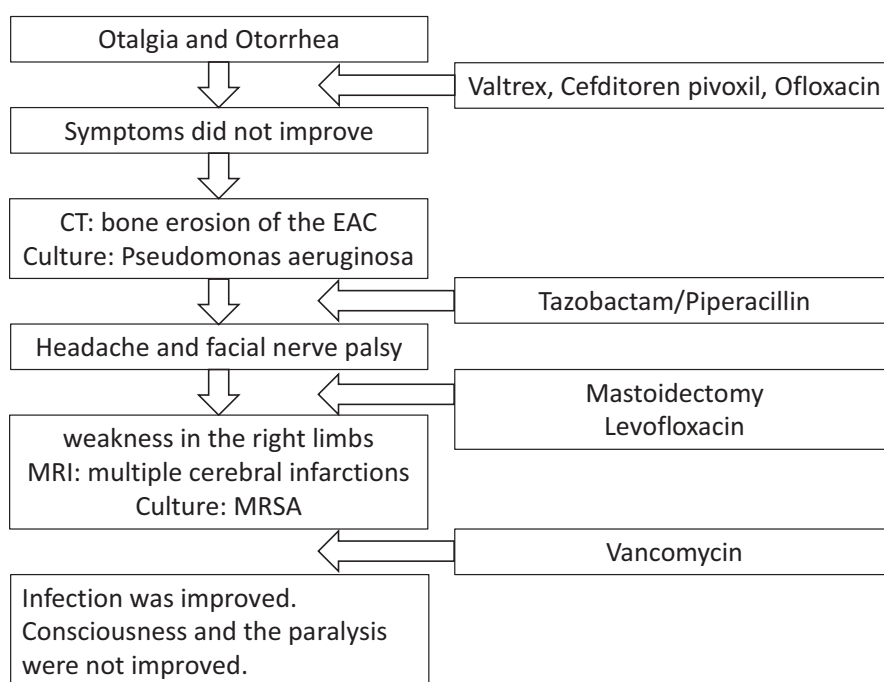 Otalgia and Otorrhea
Valtrex, Cefditoren pivoxil, Ofloxacin
Symptoms did not improve
CT: bone erosion of the EAC
Culture: Pseudomonas aeruginosa
Tazobactam/Piperacillin
Headache and facial nerve palsy
Mastoidectomy
Levofloxacin
weakness in the right limbs
MRI: multiple cerebral infarctions
Culture: MRSA
Vancomycin
Infection was improved.
Consciousness and the paralysis
were not improved.